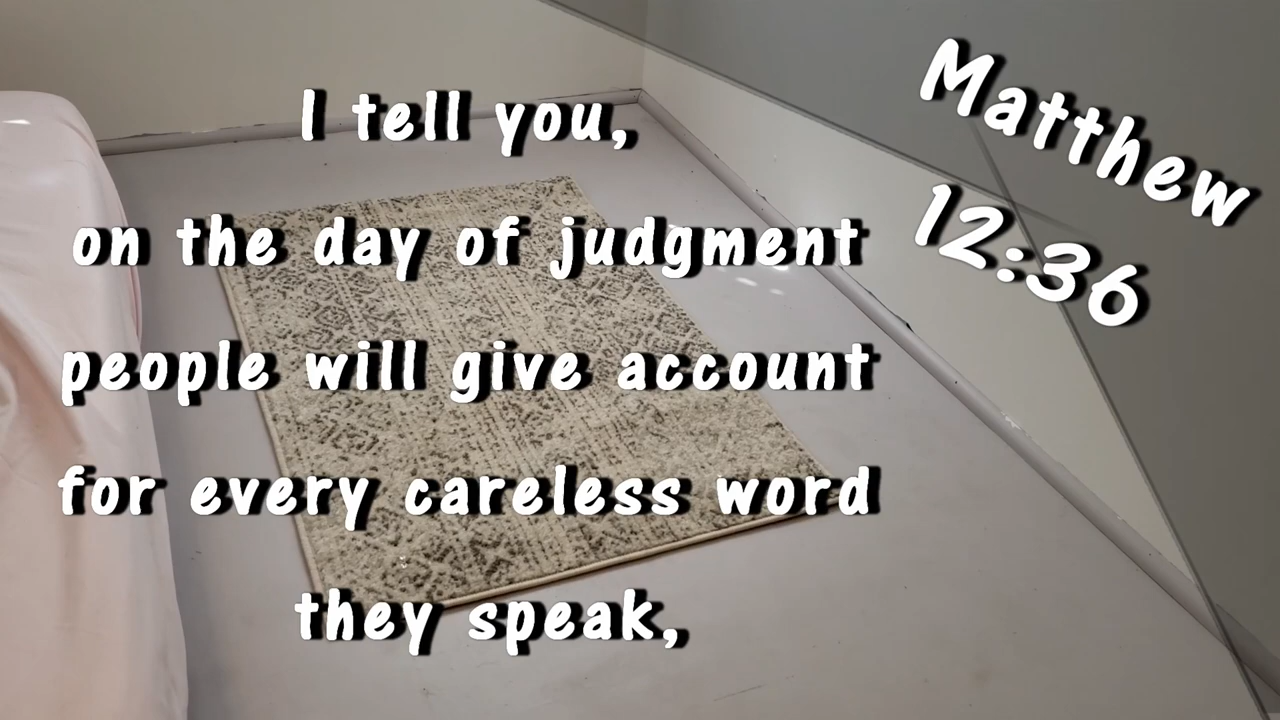 I tell you,
on the day of judgment
people will give account
for every careless word
they speak,
Matthew
12:36